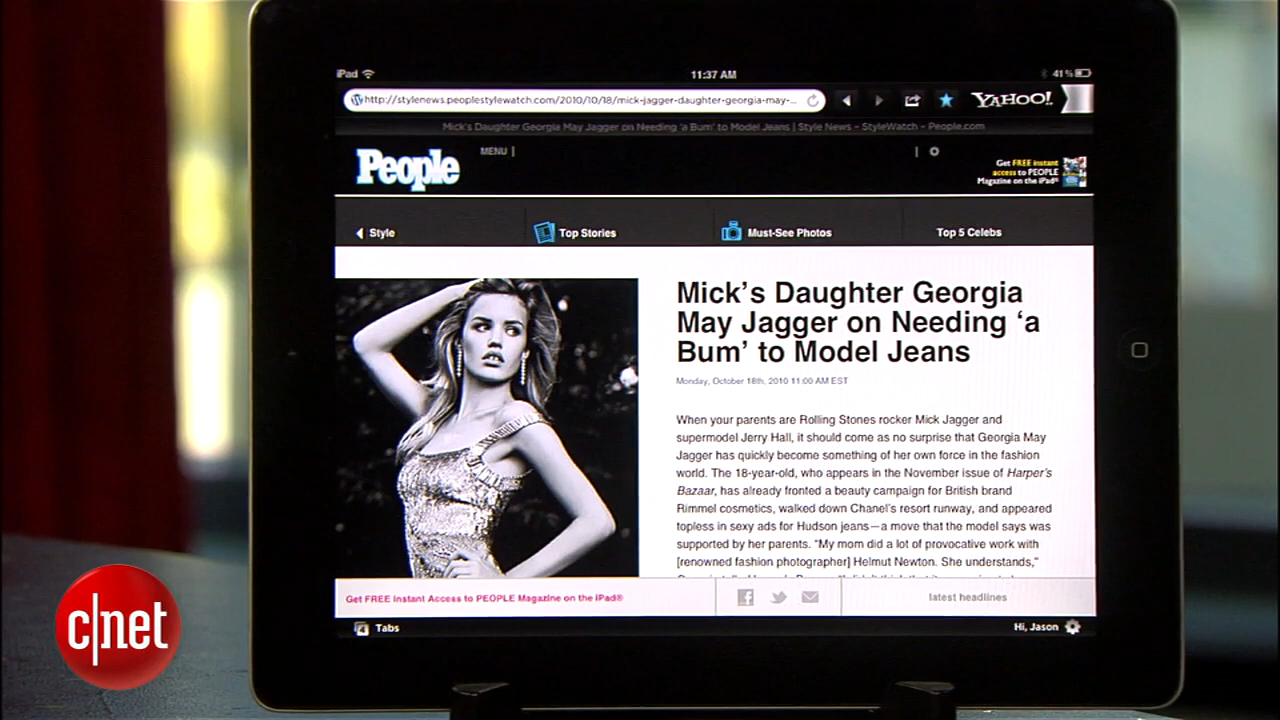 iPad 11:37 AM 41%
http://stylenews.peoplestylewatch.com/2010/10/18/mick-jagger-daughter-georgia-may-... YAHOO!
Mick's Daughter Georgia May Jagger on Needing 'a Bum' to Model Jeans | Style News - StyleWatch - People.com
People
MENU |
|
Get FREE instant
access to PEOPLE
Magazine on the iPad®
Style Top Stories Must-See Photos Top 5 Celebs
Mick's Daughter Georgia
May Jagger on Needing 'a
Bum' to Model Jeans
Monday, October 18th, 2010 11:00 AM EST
When your parents are Rolling Stones rocker Mick Jagger and
supermodel Jerry Hall, it should come as no surprise that Georgia May
Jagger has quickly become something of her own force in the fashion
world. The 18-year-old, who appears in the November issue of Harper's
Bazaar, has already fronted a beauty campaign for British brand
Rimmel cosmetics, walked down Chanel's resort runway, and appeared
topless in sexy ads for Hudson jeans—a move that the model says was
supported by her parents. "My mom did a lot of provocative work with
[renowned fashion photographer] Helmut Newton. She understands,"
Get FREE Instant Access to PEOPLE Magazine on the iPad® latest headlines
4 Tabs Hi, Jason
c|net